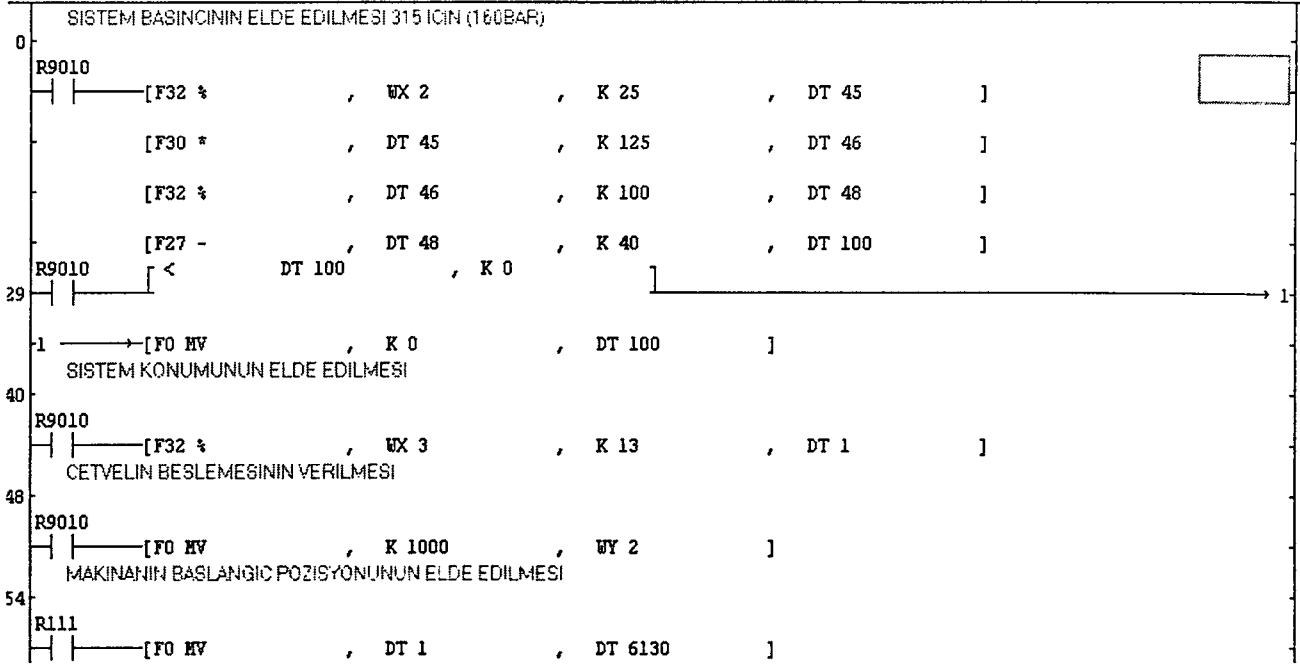 SISTEM BASINCININ ELDE EDILMESI 315 ICIN (160BAR)
0
R9010
[F32 % , WX 2 , K 25 , DT 45 ]
[F30 * , DT 45 , K 125 , DT 46 ]
[F32 % , DT 46 , K 100 , DT 48 ]
[F27 - , DT 48 , K 40 , DT 100 ]
R9010
[ < DT 100 , K 0 ]
29 1
1 [F0 MV , K 0 , DT 100 ]
SISTEM KONUMUNUN ELDE EDILMESI
40
R9010
[F32 % , WX 3 , K 13 , DT 1 ]
CETVELIN BESLEMESININ VERILMESI
48
R9010
[F0 MV , K 1000 , WY 2 ]
MAKINANIN BASLANGIC POZISYONUNUN ELDE EDILMESI
54
R111
[F0 MV , DT 1 , DT 6130 ]